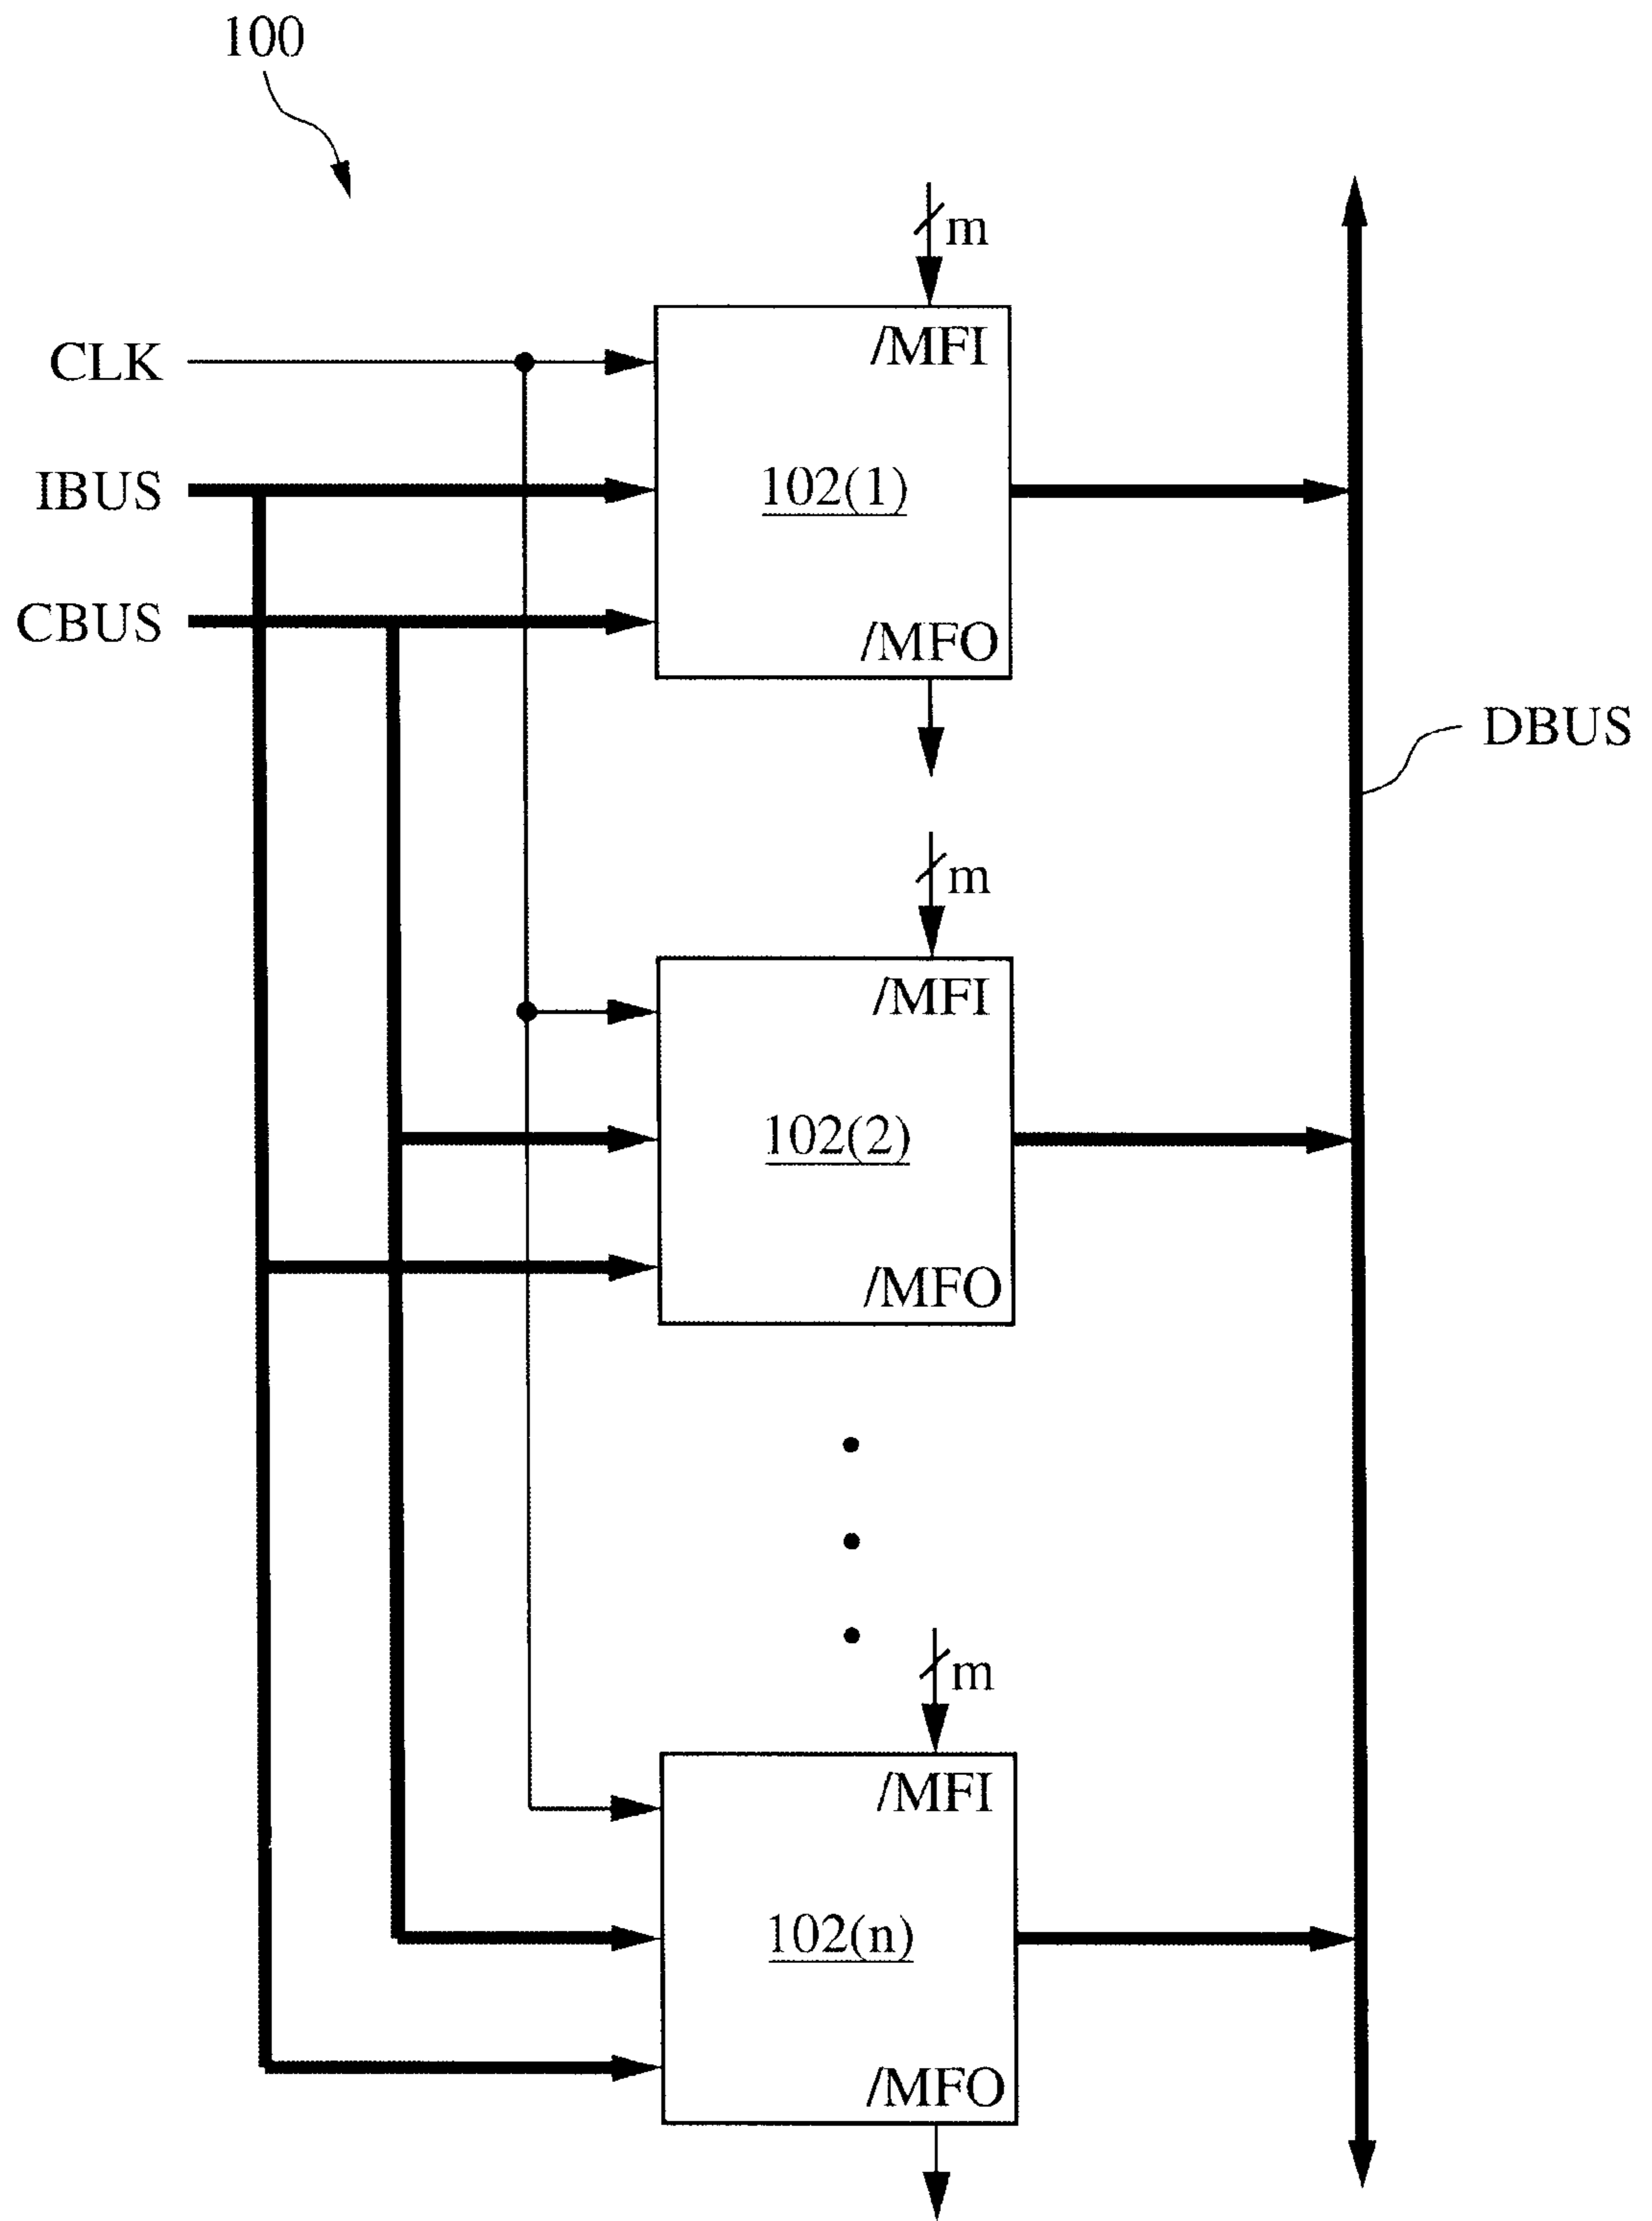 100
m
/MFI
CLK
IBUS
102(1)
CBUS
/MFO
DBUS
m
/MFI
102(2)
/MFO
m
/MFI
102(n)
/MFO